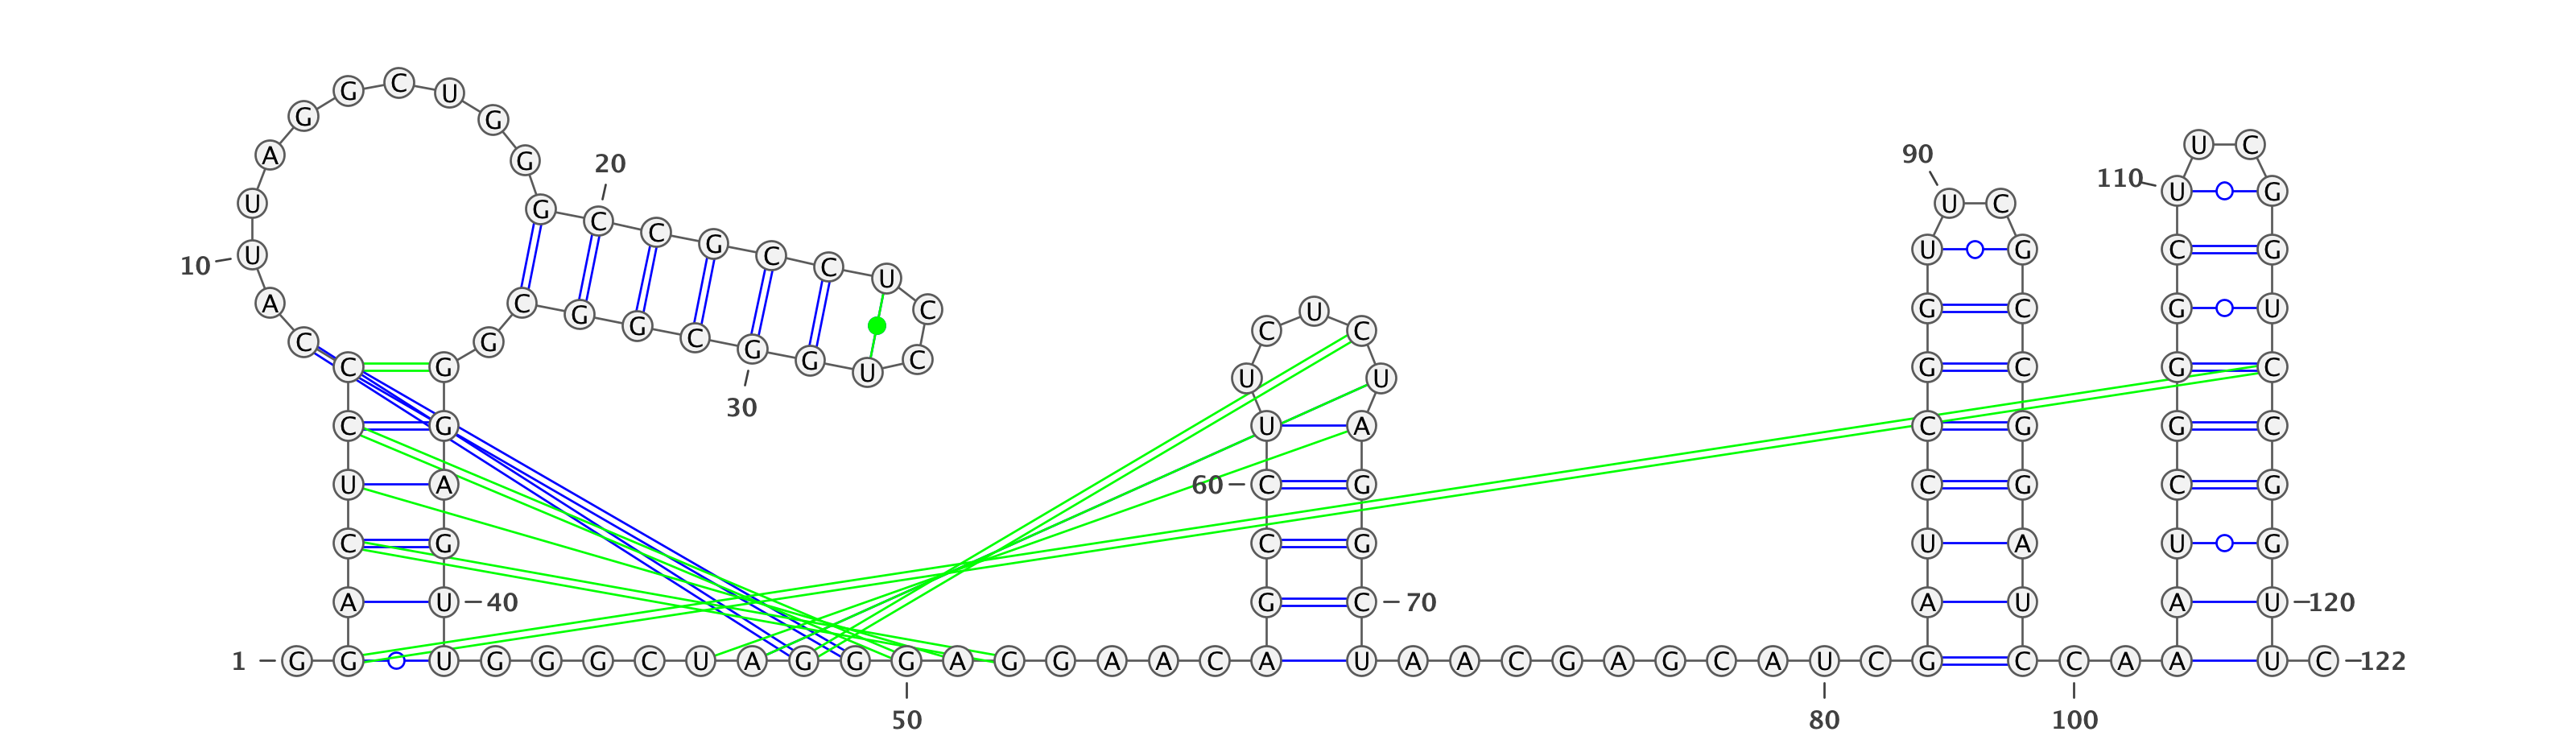 1
G G A C U C C C A U
10
U A G G C U G G G C
20
C G C C U C C U G G
30
C G G C G G G A G U
40
U G G G C U A G G G
50
A G G A A C A G C C
60
U U C U C U A G G C
70
U A A C G A G C A U
80
C G A U C C G G U U
90
C G C C G G A U C C
100
A A A U C G G G C U
110
U C G G U C C G G U
120
U C
122